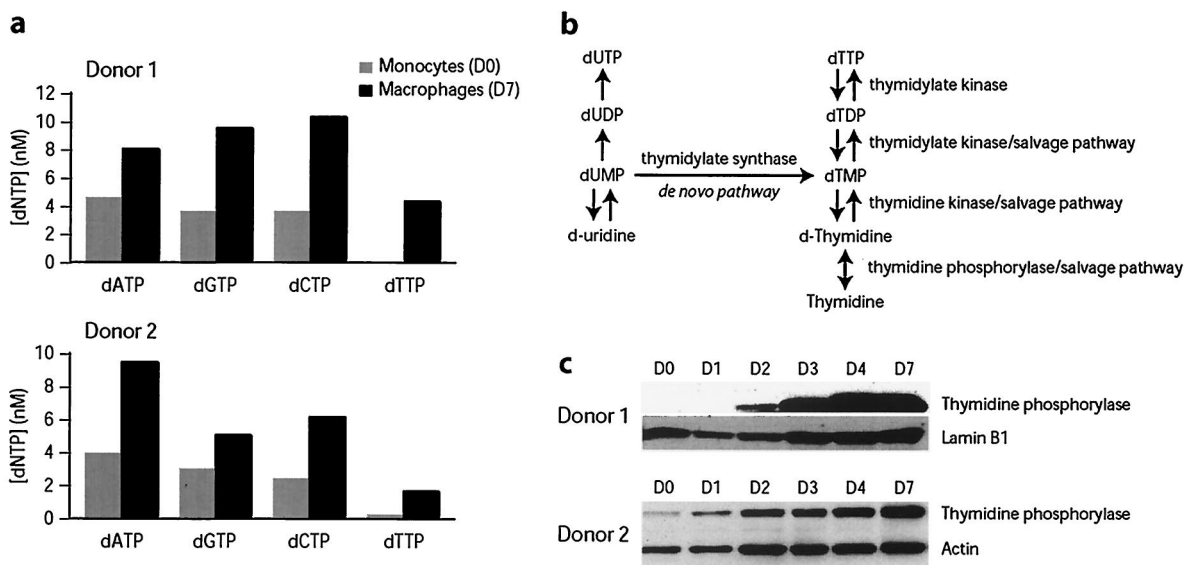 a
Donor 1
Monocytes (D0)
Macrophages (D7)
[dNTP] (nM)
12
10
8
6
4
2
0
dATP dGTP dCTP dTTP
Donor 2
[dNTP] (nM)
10
8
6
4
2
0
dATP dGTP dCTP dTTP
b
dUTP
dUDP
dUMP
d-uridine
thymidylate synthase
de novo pathway
dTTP
thymidylate kinase
dTDP
thymidylate kinase/salvage pathway
dTMP
thymidine kinase/salvage pathway
d-Thymidine
thymidine phosphorylase/salvage pathway
Thymidine
c
D0 D1 D2 D3 D4 D7
Donor 1
Thymidine phosphorylase
Lamin B1
D0 D1 D2 D3 D4 D7
Donor 2
Thymidine phosphorylase
Actin